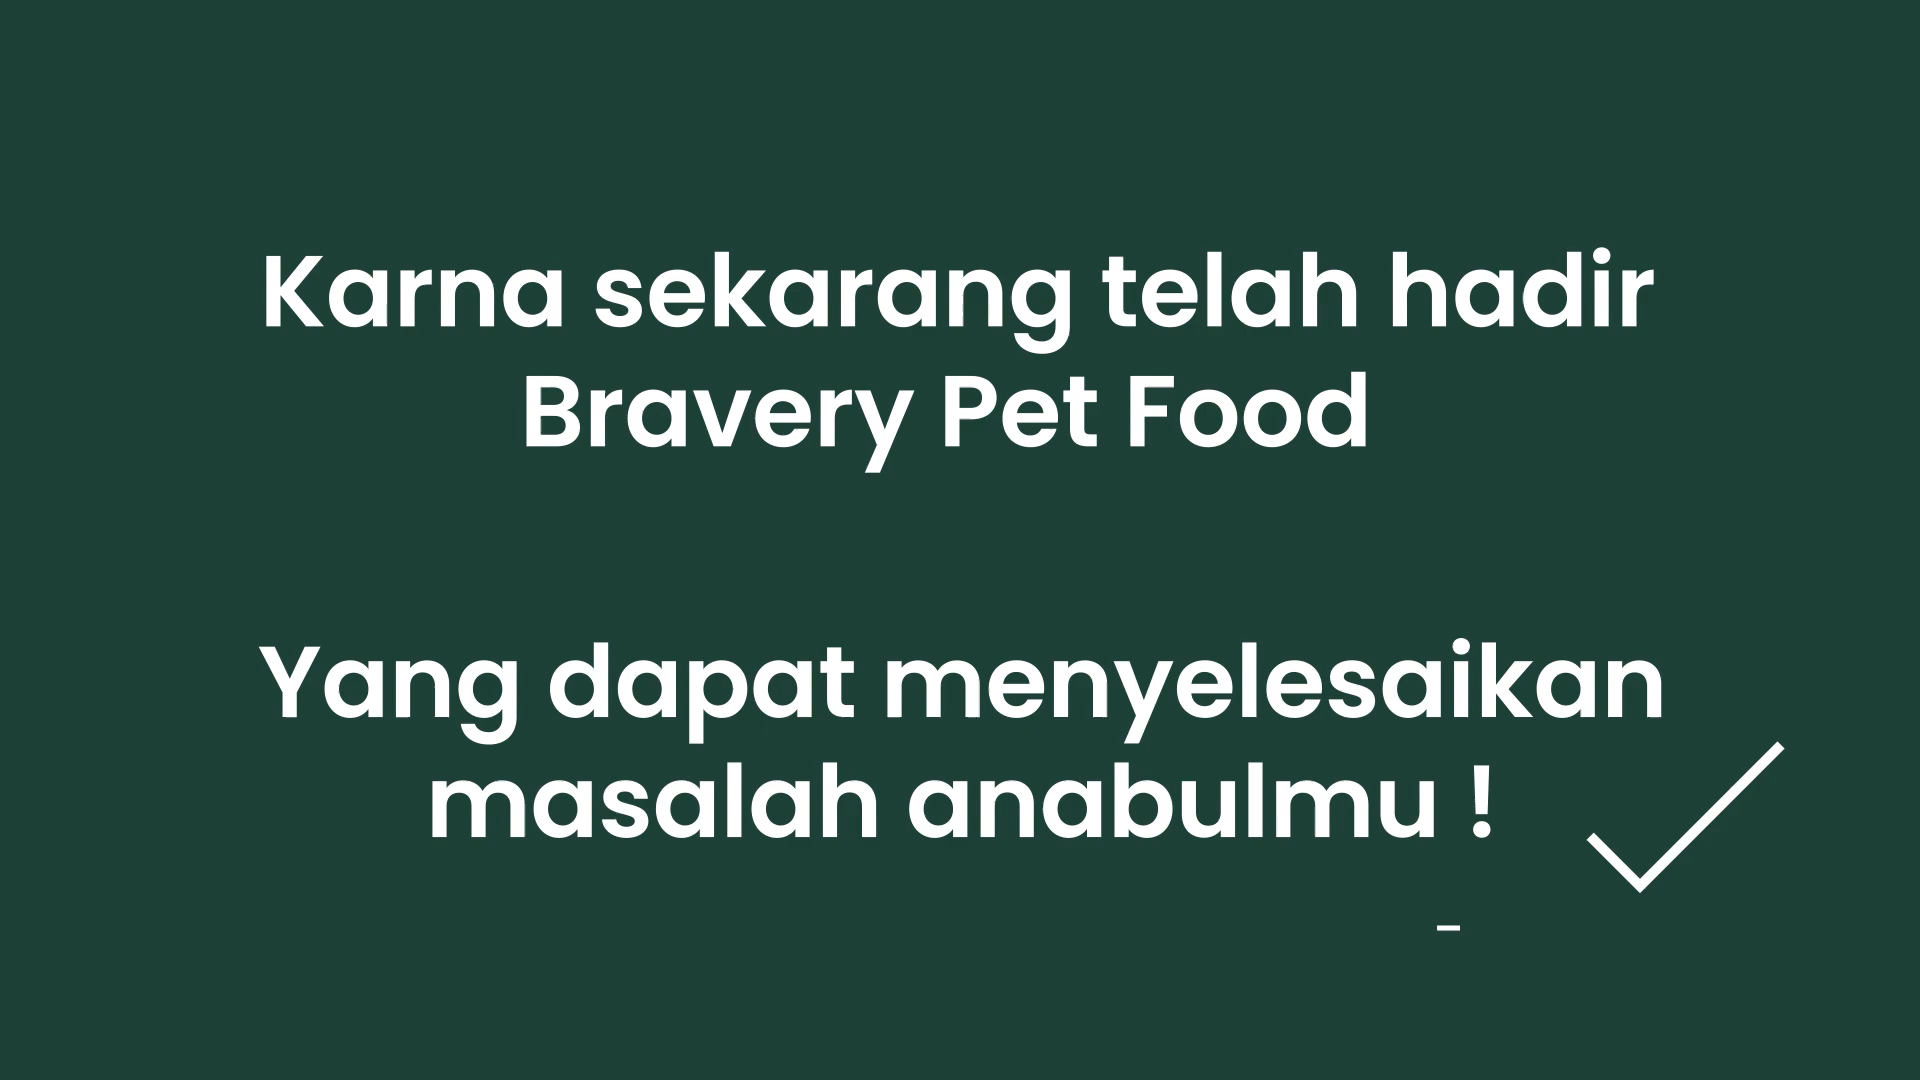 Karna sekarang telah hadir
Bravery Pet Food
Yang dapat menyelesaikan
masalah anabulmu !